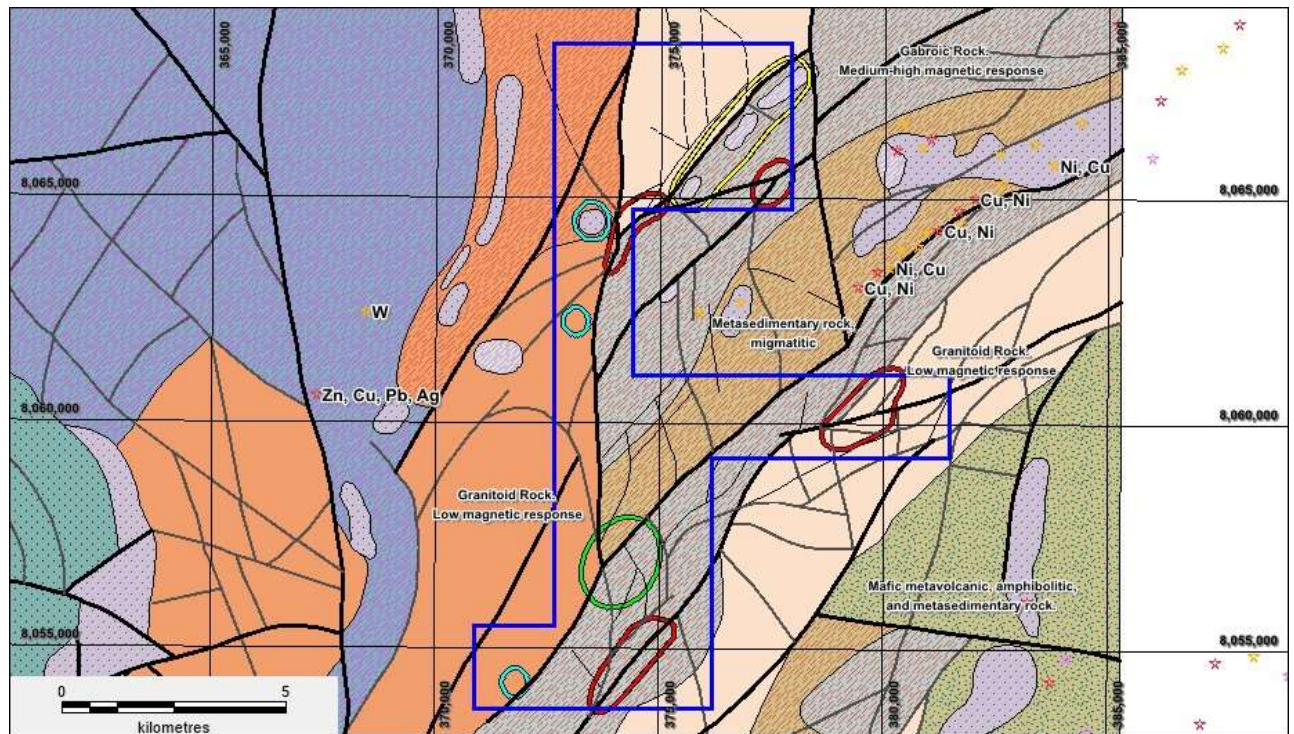 365,000
370,000
375,000
385,000
Gabroic Rock.
Medium-high magnetic response
8,065,000
8,065,000
Ni, Cu
Cu, Ni
Cu, Ni
Ni, Cu
Cu, Ni
W
Metasedimentary rock,
migmatitic
Granitoid Rock.
Low magnetic response
Zn, Cu, Pb, Ag
8,060,000
8,060,000
Granitoid Rock.
Low magnetic response
Mafic metavolcanic, amphibolitic,
and metasedimentary rock.
8,055,000
8,055,000
370,000
375,000
380,000
385,000
0 5
kilometres